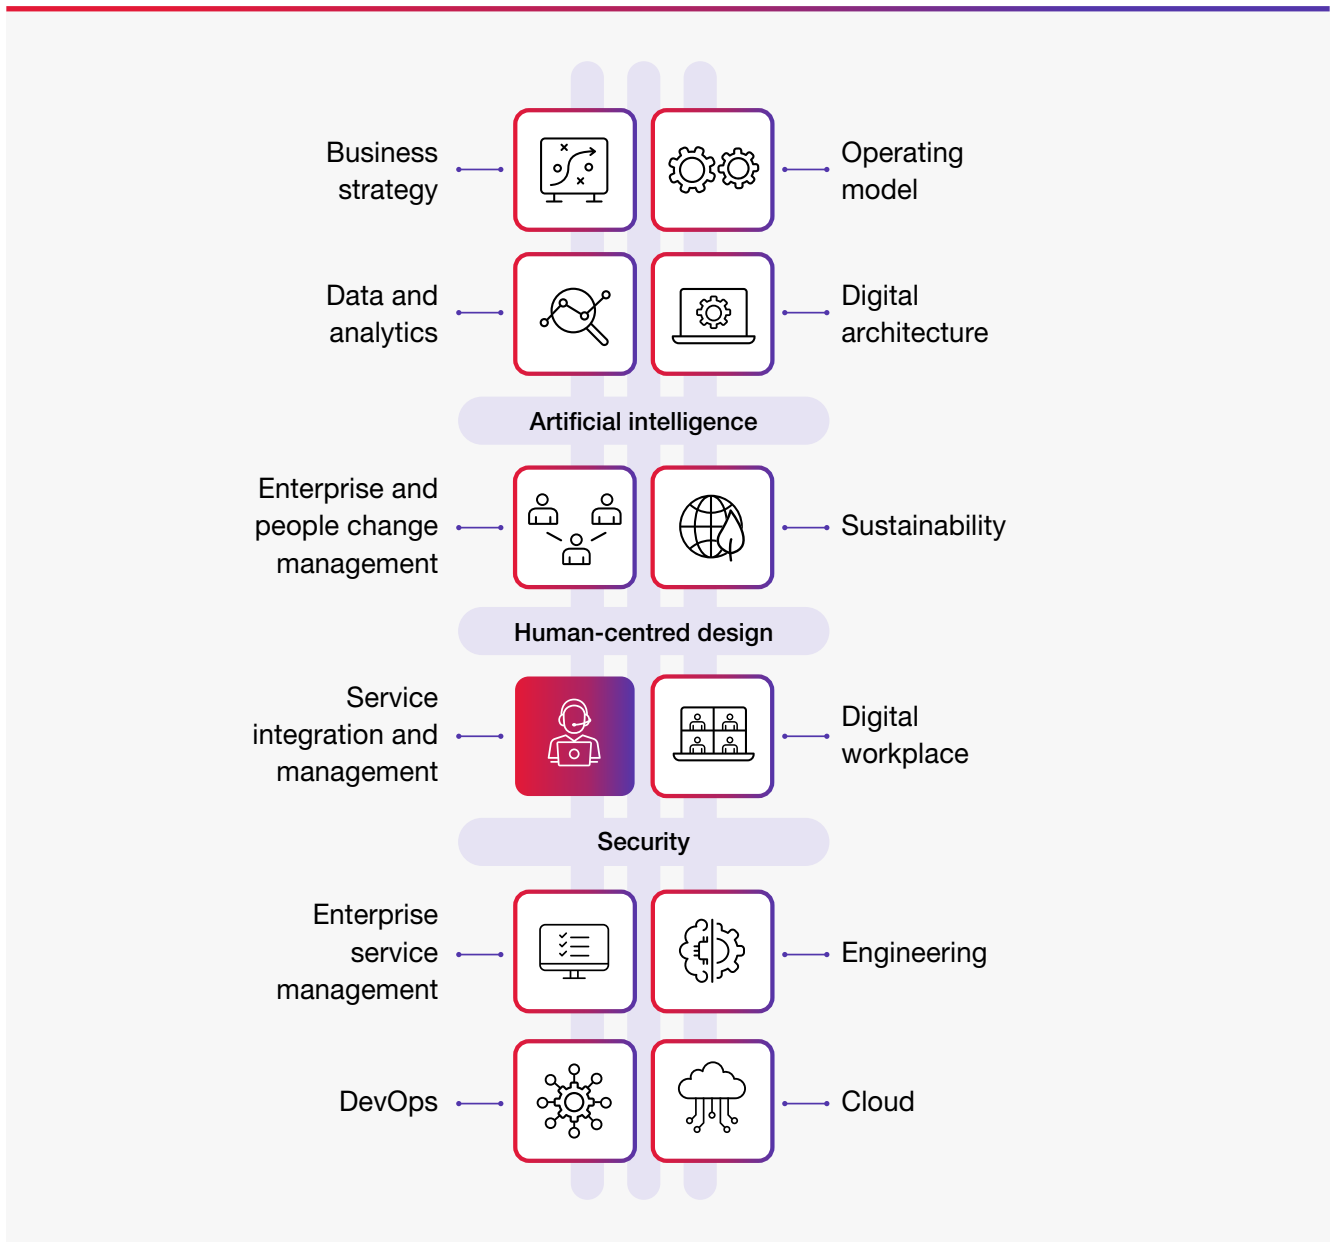 Business
strategy
Operating
model
Data and
analytics
Digital
architecture
Artificial intelligence
Enterprise and
people change
management
Sustainability
Human-centred design
Service
integration and
management
Digital
workplace
Security
Enterprise
service
management
Engineering
DevOps
Cloud